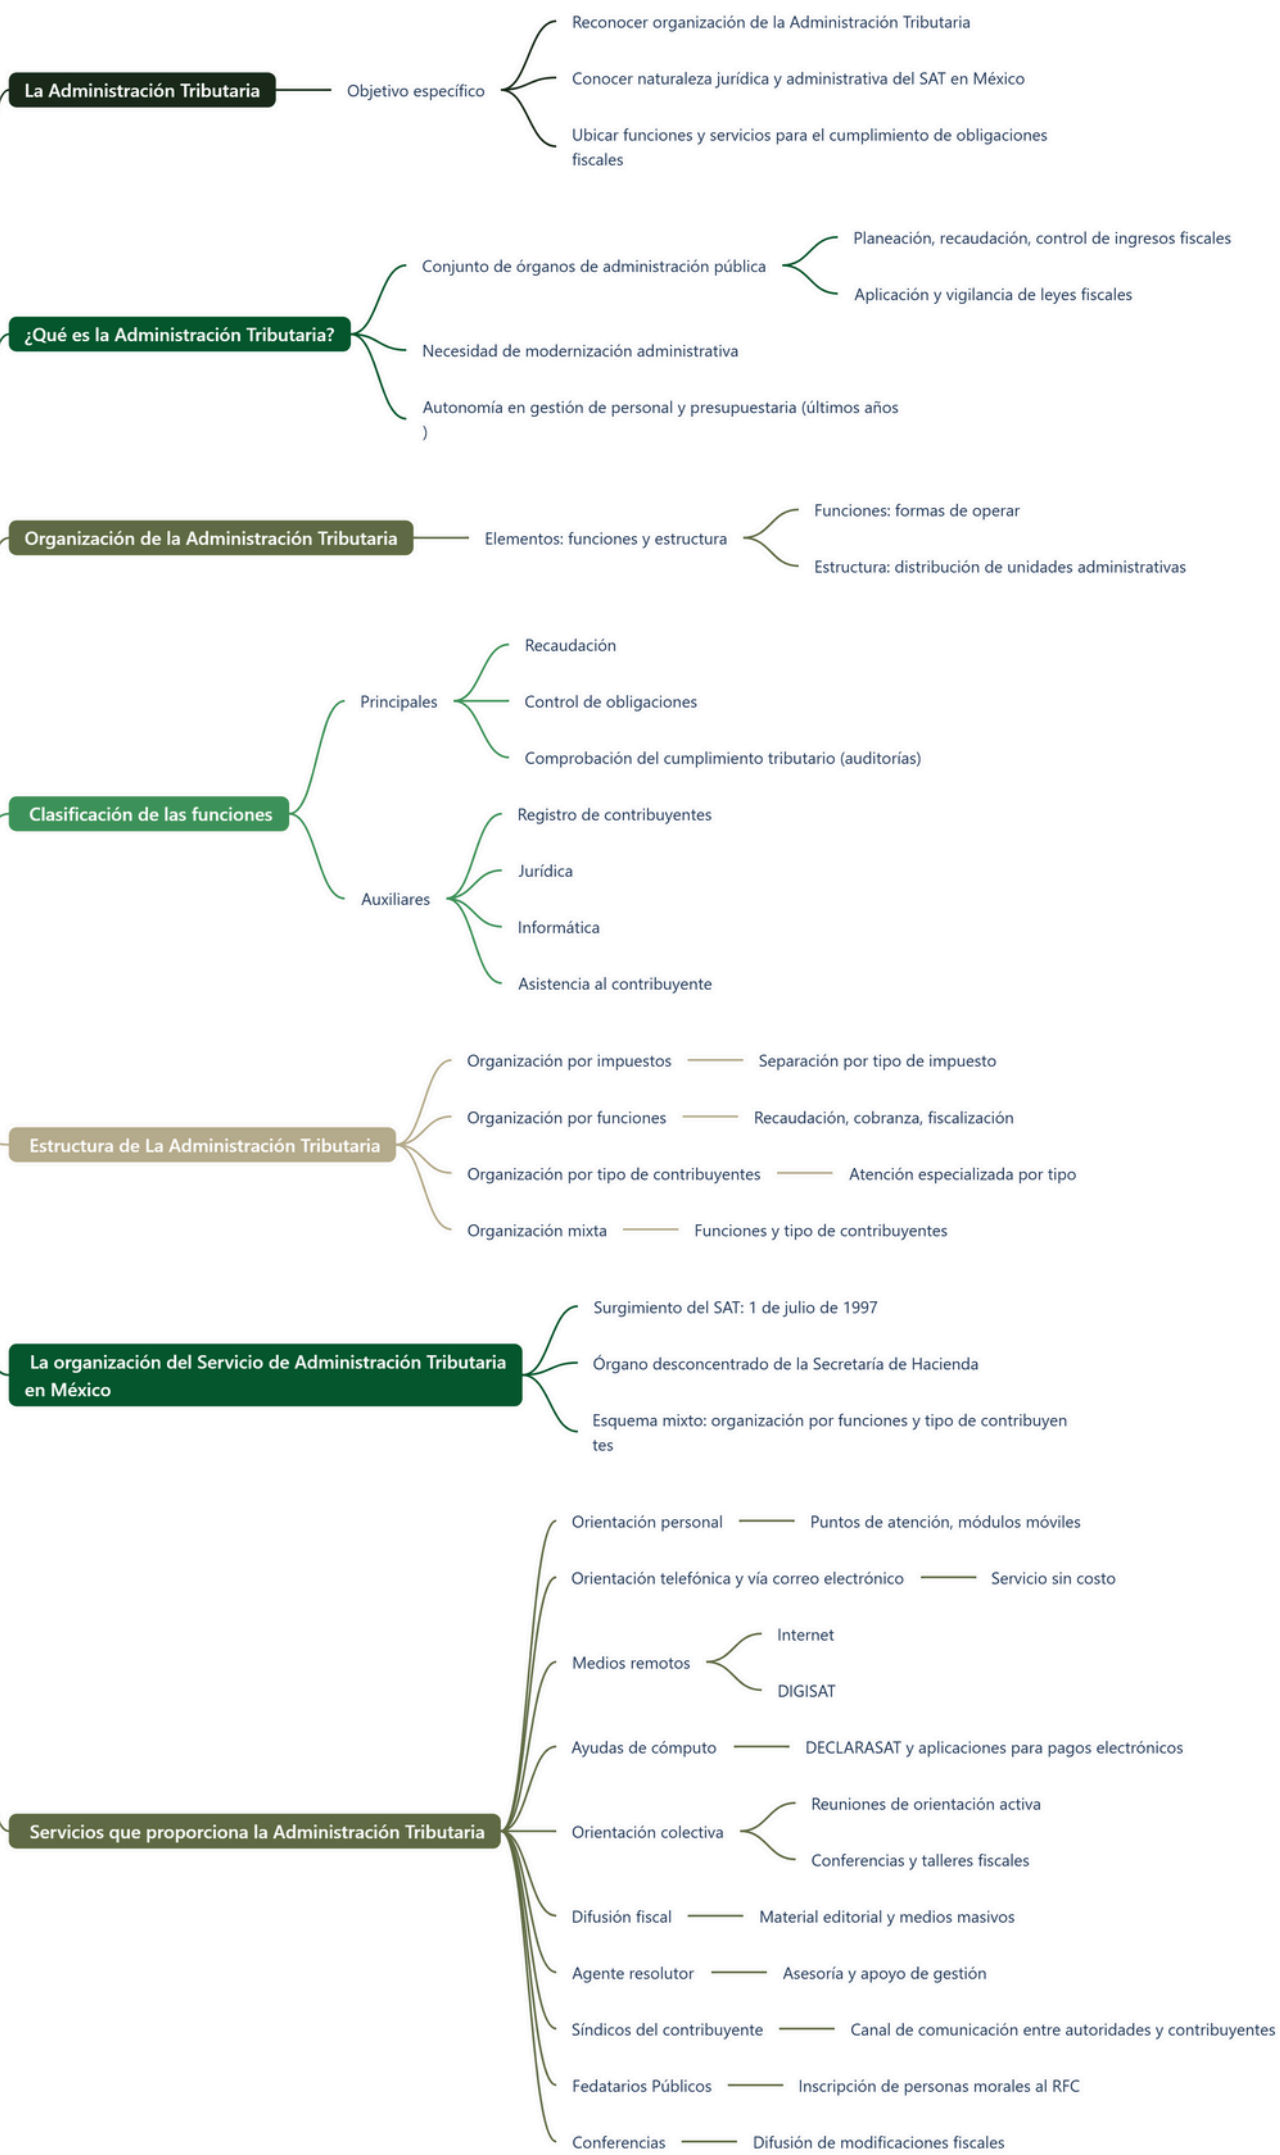 La Administración Tributaria
Objetivo específico
Reconocer organización de la Administración Tributaria
Conocer naturaleza jurídica y administrativa del SAT en México
Ubicar funciones y servicios para el cumplimiento de obligaciones
fiscales
¿Qué es la Administración Tributaria?
Conjunto de órganos de administración pública
Planeación, recaudación, control de ingresos fiscales
Aplicación y vigilancia de leyes fiscales
Necesidad de modernización administrativa
Autonomía en gestión de personal y presupuestaria (últimos años
)
Organización de la Administración Tributaria
Elementos: funciones y estructura
Funciones: formas de operar
Estructura: distribución de unidades administrativas
Clasificación de las funciones
Principales
Recaudación
Control de obligaciones
Comprobación del cumplimiento tributario (auditorías)
Auxiliares
Registro de contribuyentes
Jurídica
Informática
Asistencia al contribuyente
Estructura de La Administración Tributaria
Organización por impuestos
Separación por tipo de impuesto
Organización por funciones
Recaudación, cobranza, fiscalización
Organización por tipo de contribuyentes
Atención especializada por tipo
Organización mixta
Funciones y tipo de contribuyentes
La organización del Servicio de Administración Tributaria
en México
Surgimiento del SAT: 1 de julio de 1997
Órgano desconcentrado de la Secretaría de Hacienda
Esquema mixto: organización por funciones y tipo de contribuyen
tes
Servicios que proporciona la Administración Tributaria
Orientación personal
Puntos de atención, módulos móviles
Orientación telefónica y vía correo electrónico
Servicio sin costo
Medios remotos
Internet
DIGISAT
Ayudas de cómputo
DECLARASAT y aplicaciones para pagos electrónicos
Orientación colectiva
Reuniones de orientación activa
Conferencias y talleres fiscales
Difusión fiscal
Material editorial y medios masivos
Agente resolutor
Asesoría y apoyo de gestión
Síndicos del contribuyente
Canal de comunicación entre autoridades y contribuyentes
Fedatarios Públicos
Inscripción de personas morales al RFC
Conferencias
Difusión de modificaciones fiscales